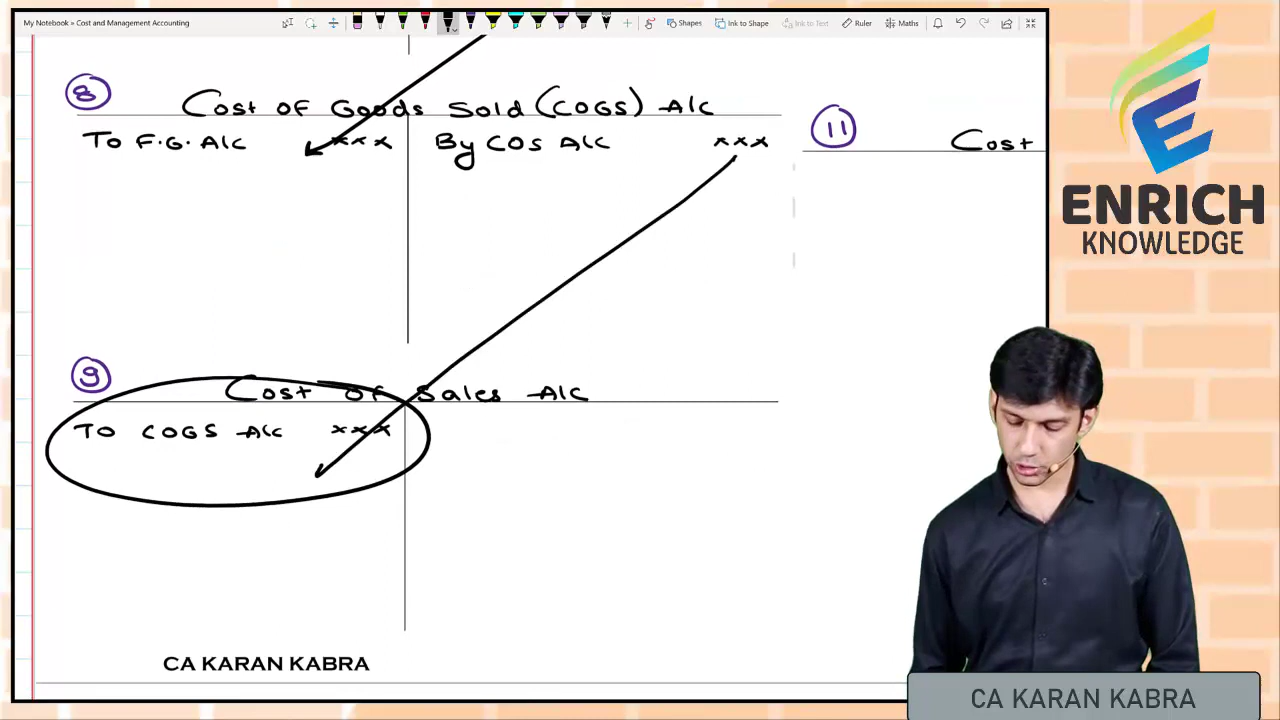 My Notebook » Cost and Management Accounting
Shapes
Ink to Shape
Ink to Text
Ruler
Maths
8
Cost of Goods Sold (COGS) A/c
To F.G. A/c xxx By COS A/c xxx
11
Cost
9
Cost of Sales A/c
To COGS A/c xxx
CA KARAN KABRA
ENRICH
KNOWLEDGE
CA KARAN KABRA